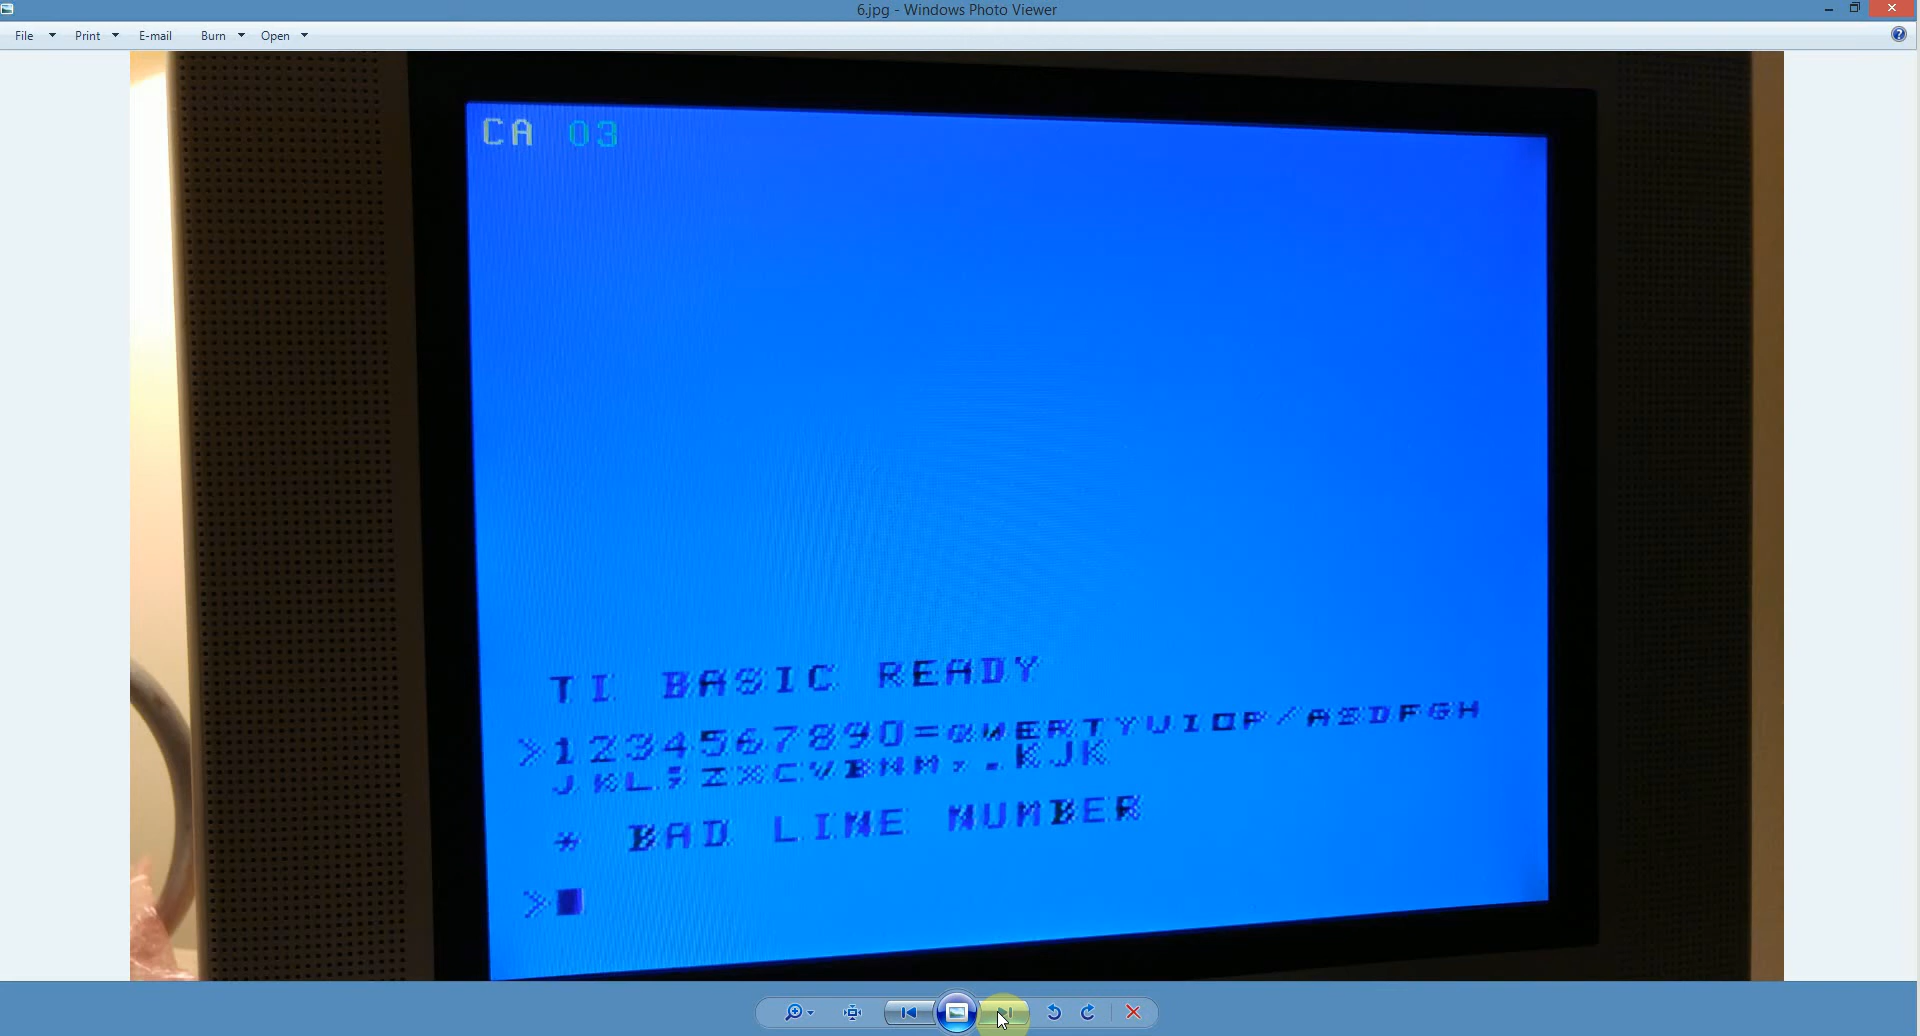 6.jpg - Windows Photo Viewer
File Print E-mail Burn Open
CA 03
TI BASIC READY
>1234567890=QWERTYUIOP/ASDFGH
JKL;ZXCVBNM,.KJK
* BAD LINE NUMBER
>